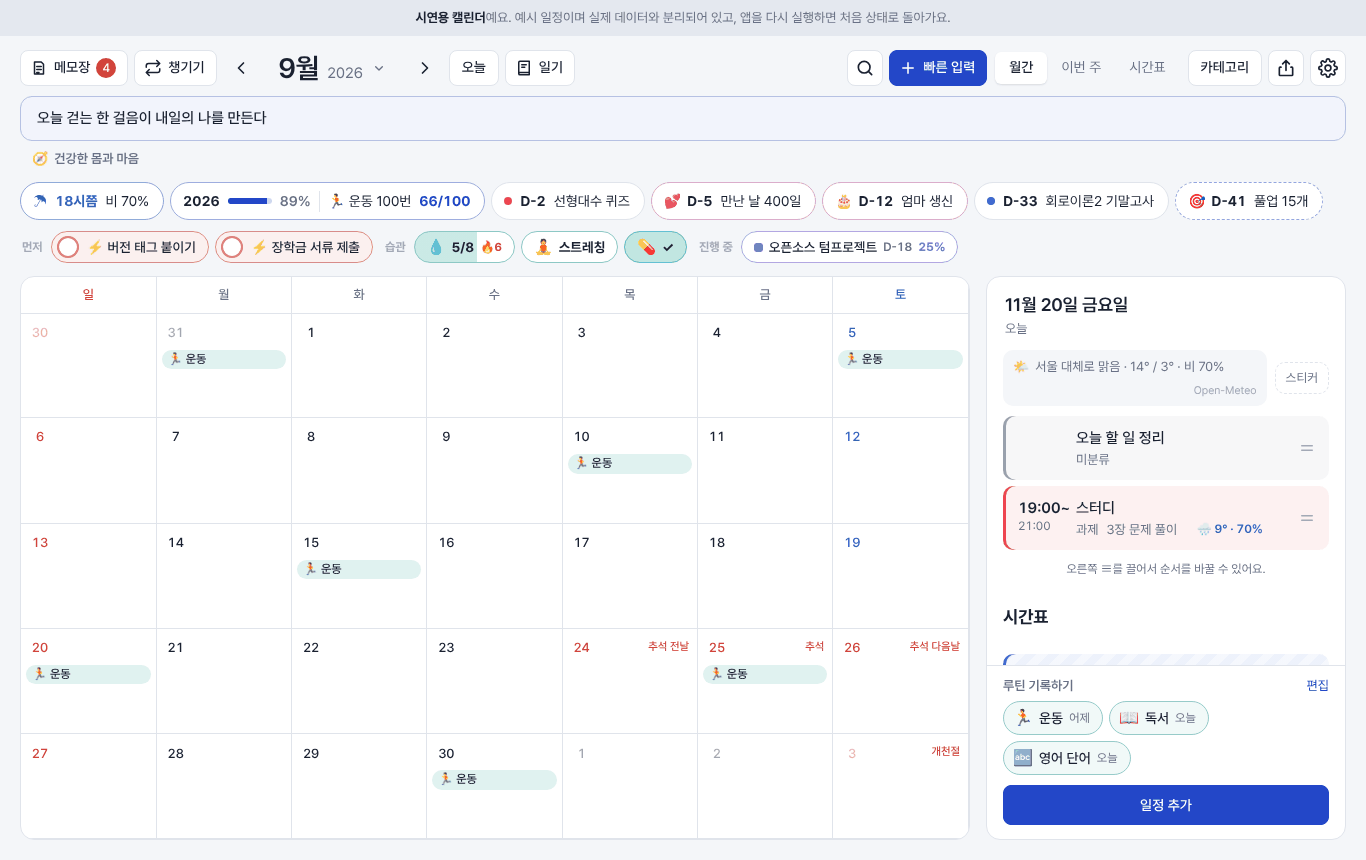 시연용 캘린더예요. 예시 일정이며 실제 데이터와 분리되어 있고, 앱을 다시 실행하면 처음 상태로 돌아가요.
메모장 4 챙기기 9월 2026 오늘 일기 빠른 입력 월간 이번 주 시간표 카테고리
오늘 걷는 한 걸음이 내일의 나를 만든다
건강한 몸과 마음
18시쯤 비 70% 2026 89% 운동 100번 66/100 D-2 선형대수 퀴즈 D-5 만난 날 400일 D-12 엄마 생신 D-33 회로이론2 기말고사 D-41 풀업 15개
먼저 버전 태그 붙이기 장학금 서류 제출 습관 5/8 6 스트레칭 진행 중 오픈소스 텀프로젝트 D-18 25%
일 월 화 수 목 금 토
30 31 1 2 3 4 5
운동 운동
6 7 8 9 10 11 12
운동
13 14 15 16 17 18 19
운동
20 21 22 23 24 추석 전날 25 추석 26 추석 다음날
운동 운동
27 28 29 30 1 2 3 개천절
운동
11월 20일 금요일
오늘
서울 대체로 맑음 · 14° / 3° · 비 70%
Open-Meteo
스티커
오늘 할 일 정리
미분류
19:00~ 스터디
21:00 과제 3장 문제 풀이 9° · 70%
오른쪽 ≡를 끌어서 순서를 바꿀 수 있어요.
시간표
루틴 기록하기 편집
운동 어제 독서 오늘
abc 영어 단어 오늘
일정 추가